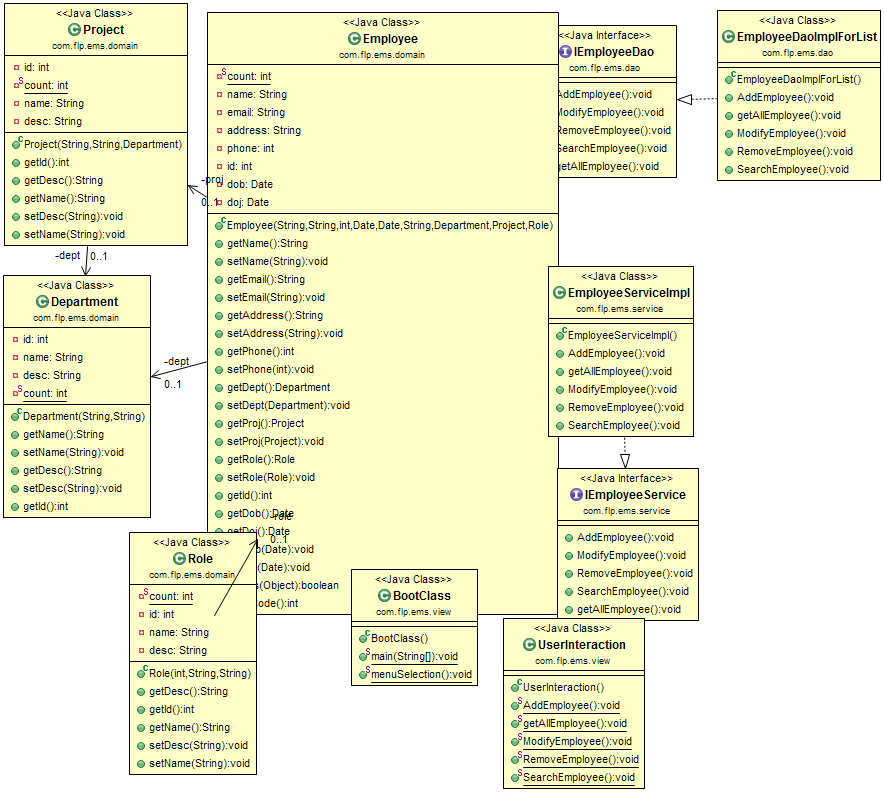 <<Java Class>>
Project
com.flp.ems.domain
id: int
count: int
name: String
desc: String
Project(String,String,Department)
getId():int
getDesc():String
getName():String
setDesc(String):void
setName(String):void
-proj
0..1
-dept
0..1
<<Java Class>>
Department
com.flp.ems.domain
id: int
name: String
desc: String
count: int
Department(String,String)
getName():String
setName(String):void
getDesc():String
setDesc(String):void
getId():int
-dept
0..1
<<Java Class>>
Employee
com.flp.ems.domain
count: int
name: String
email: String
address: String
phone: int
id: int
dob: Date
doj: Date
Employee(String,String,int,Date,Date,String,Department,Project,Role)
getName():String
setName(String):void
getEmail():String
setEmail(String):void
getAddress():String
setAddress(String):void
getPhone():int
setPhone(int):void
getDept():Department
setDept(Department):void
getProj():Project
setProj(Project):void
getRole():Role
setRole(Role):void
getId():int
getDob():Date
getDoj():Date
b(Date):void
(Date):void
s(Object):boolean
ode():int
-role
0..1
<<Java Class>>
Role
com.flp.ems.domain
count: int
id: int
name: String
desc: String
Role(int,String,String)
getDesc():String
getId():int
getName():String
setDesc(String):void
setName(String):void
<<Java Interface>>
IEmployeeDao
com.flp.ems.dao
AddEmployee():void
ModifyEmployee():void
RemoveEmployee():void
SearchEmployee():void
getAllEmployee():void
<<Java Class>>
EmployeeDaoImplForList
com.flp.ems.dao
EmployeeDaoImplForList()
AddEmployee():void
getAllEmployee():void
ModifyEmployee():void
RemoveEmployee():void
SearchEmployee():void
<<Java Class>>
EmployeeServiceImpl
com.flp.ems.service
EmployeeServiceImpl()
AddEmployee():void
getAllEmployee():void
ModifyEmployee():void
RemoveEmployee():void
SearchEmployee():void
<<Java Interface>>
IEmployeeService
com.flp.ems.service
AddEmployee():void
ModifyEmployee():void
RemoveEmployee():void
SearchEmployee():void
getAllEmployee():void
<<Java Class>>
BootClass
com.flp.ems.view
BootClass()
main(String[]):void
menuSelection():void
<<Java Class>>
UserInteraction
com.flp.ems.view
UserInteraction()
AddEmployee():void
getAllEmployee():void
ModifyEmployee():void
RemoveEmployee():void
SearchEmployee():void